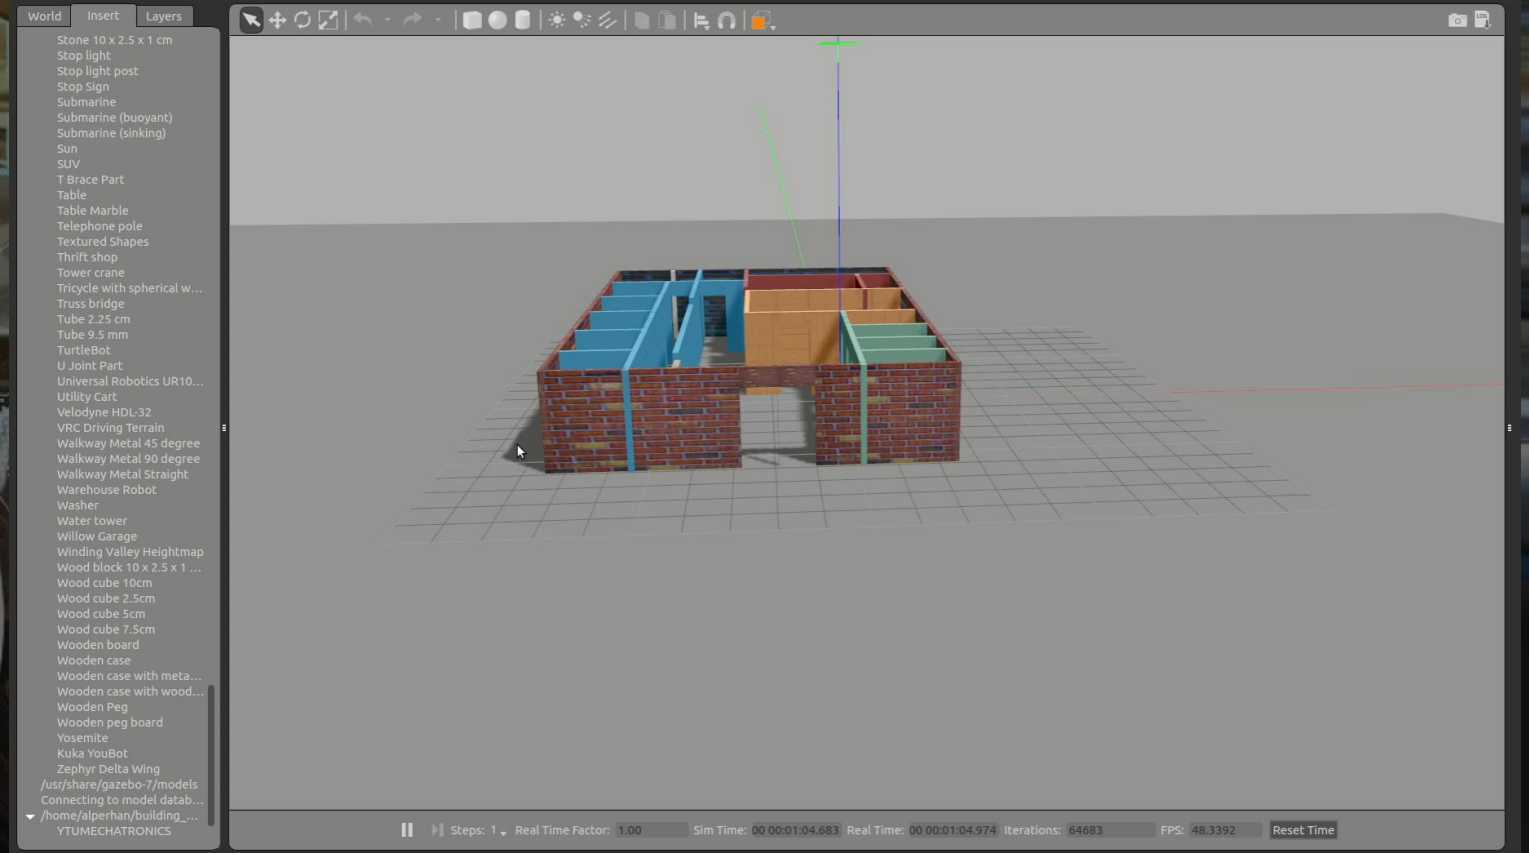 World Insert Layers
Stone 10 x 2.5 x 1 cm
Stop light
Stop light post
Stop Sign
Submarine
Submarine (buoyant)
Submarine (sinking)
Sun
SUV
T Brace Part
Table
Table Marble
Telephone pole
Textured Shapes
Thrift shop
Tower crane
Tricycle with spherical w...
Truss bridge
Tube 2.25 cm
Tube 9.5 mm
TurtleBot
U Joint Part
Universal Robotics UR10...
Utility Cart
Velodyne HDL-32
VRC Driving Terrain
Walkway Metal 45 degree
Walkway Metal 90 degree
Walkway Metal Straight
Warehouse Robot
Washer
Water tower
Willow Garage
Winding Valley Heightmap
Wood block 10 x 2.5 x 1 ...
Wood cube 10cm
Wood cube 2.5cm
Wood cube 5cm
Wood cube 7.5cm
Wooden board
Wooden case
Wooden case with meta...
Wooden case with wood...
Wooden Peg
Wooden peg board
Yosemite
Kuka YouBot
Zephyr Delta Wing
/usr/share/gazebo-7/models
Connecting to model datab...
/home/alperhan/building_...
YTUMECHATRONICS
LOG
Steps: 1 Real Time Factor: 1.00 Sim Time: 00 00:01:04.683 Real Time: 00 00:01:04.974 Iterations: 64683 FPS: 48.3392 Reset Time